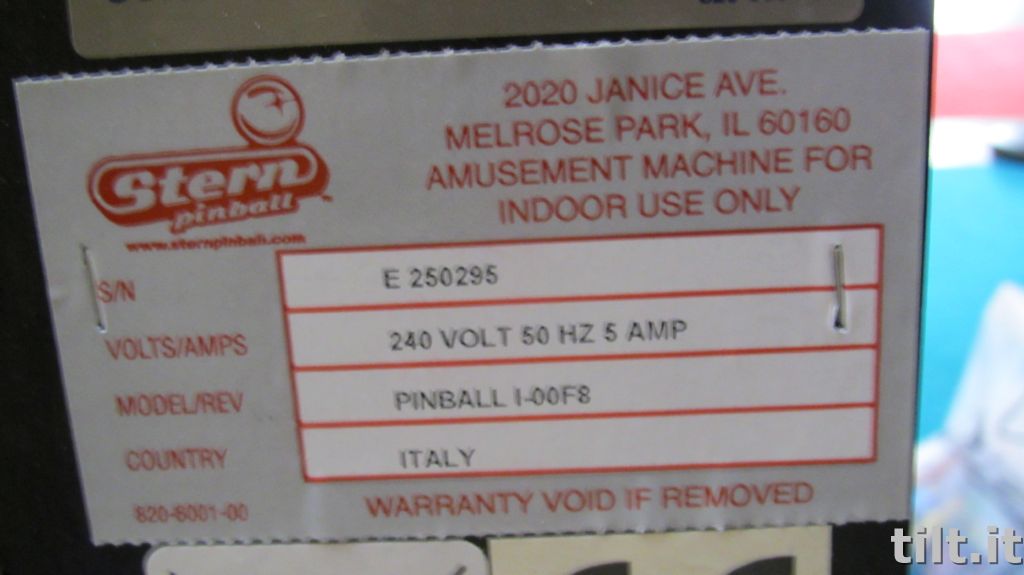 2020 JANICE AVE.
MELROSE PARK, IL 60160
AMUSEMENT MACHINE FOR
INDOOR USE ONLY
Stern
pinball
™
www.sternpinball.com
S/N E 250295
VOLTS/AMPS 240 VOLT 50 HZ 5 AMP
MODEL/REV PINBALL I-00F8
COUNTRY ITALY
820-6001-00 WARRANTY VOID IF REMOVED
tilt.it